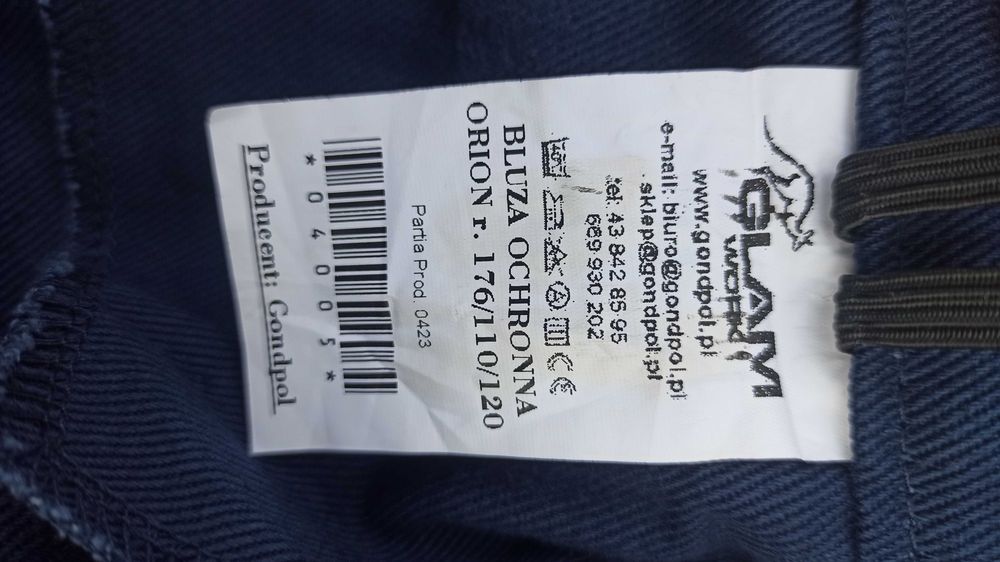 GLAM
WORK
www.gondpol.pl
e-mail: biuro@gondpol.pl
sklep@gondpol.pl
tel: 43 842 85 95
669 930 202
BLUZA OCHRONNA
ORION r. 176/110/120
Partia Prod 0423
*04005*
Producent: Gondpol